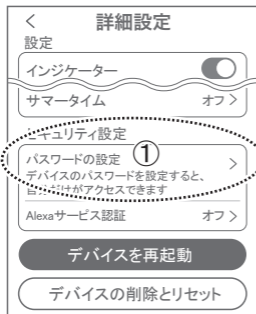 < 詳細設定
設定
インジケーター
サマータイム オフ >
セキュリティ設定
パスワードの設定 ① >
デバイスのパスワードを設定すると、
自分だけがアクセスできます
Alexaサービス認証 オフ >
デバイスを再起動
デバイスの削除とリセット